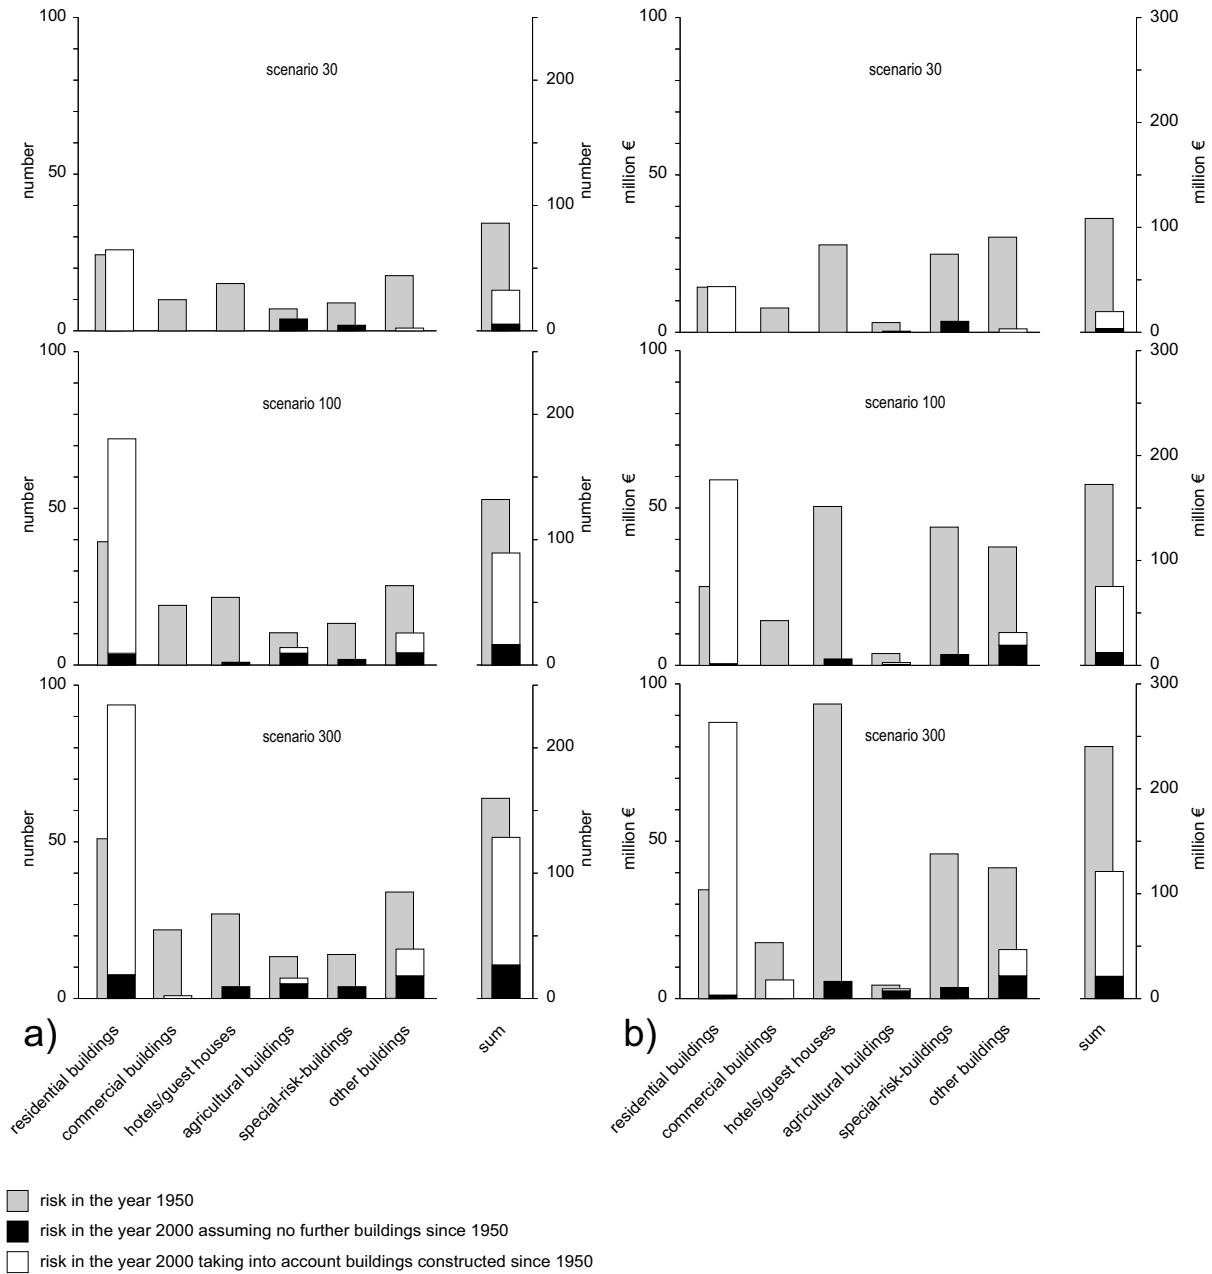 100
50
0
number
scenario 30
200
100
0
number
100
50
0
million €
scenario 30
300
200
100
0
million €
100
50
0
number
scenario 100
200
100
0
number
100
50
0
million €
scenario 100
300
200
100
0
million €
100
50
0
number
scenario 300
200
100
0
number
100
50
0
million €
scenario 300
300
200
100
0
million €
a)
residential buildings
commercial buildings
hotels/guest houses
agricultural buildings
special-risk-buildings
other buildings
sum
b)
residential buildings
commercial buildings
hotels/guest houses
agricultural buildings
special-risk-buildings
other buildings
sum
risk in the year 1950
risk in the year 2000 assuming no further buildings since 1950
risk in the year 2000 taking into account buildings constructed since 1950